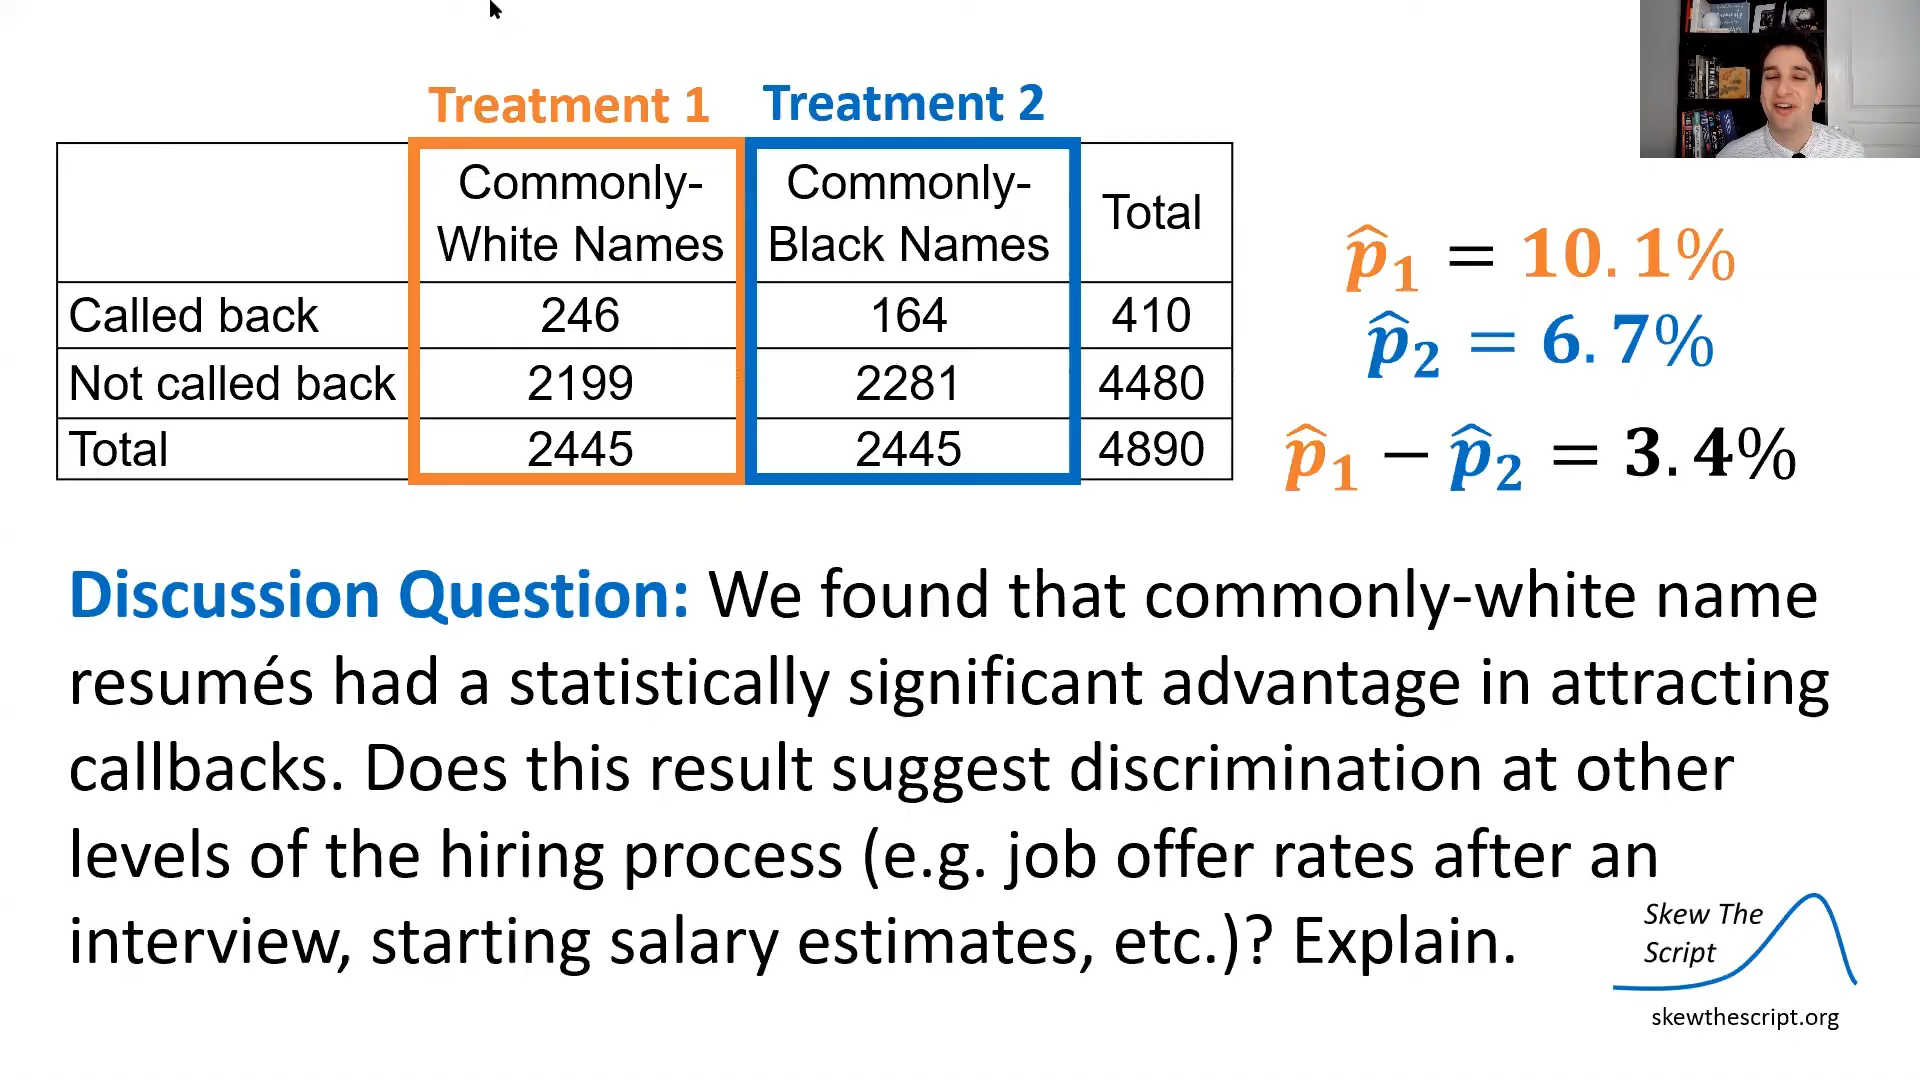 Treatment 1 Treatment 2
Commonly-White Names Commonly-Black Names Total
Called back 246 164 410
Not called back 2199 2281 4480
Total 2445 2445 4890
p̂₁ = 10.1%
p̂₂ = 6.7%
p̂₁ − p̂₂ = 3.4%
Discussion Question: We found that commonly-white name
resumés had a statistically significant advantage in attracting
callbacks. Does this result suggest discrimination at other
levels of the hiring process (e.g. job offer rates after an
interview, starting salary estimates, etc.)? Explain.
Skew The
Script
skewthescript.org